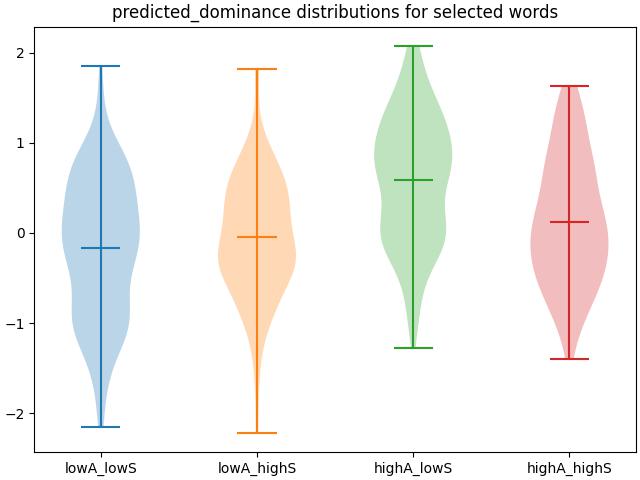 predicted_dominance distributions for selected words
2
1
0
−1
−2
lowA_lowS
lowA_highS
highA_lowS
highA_highS